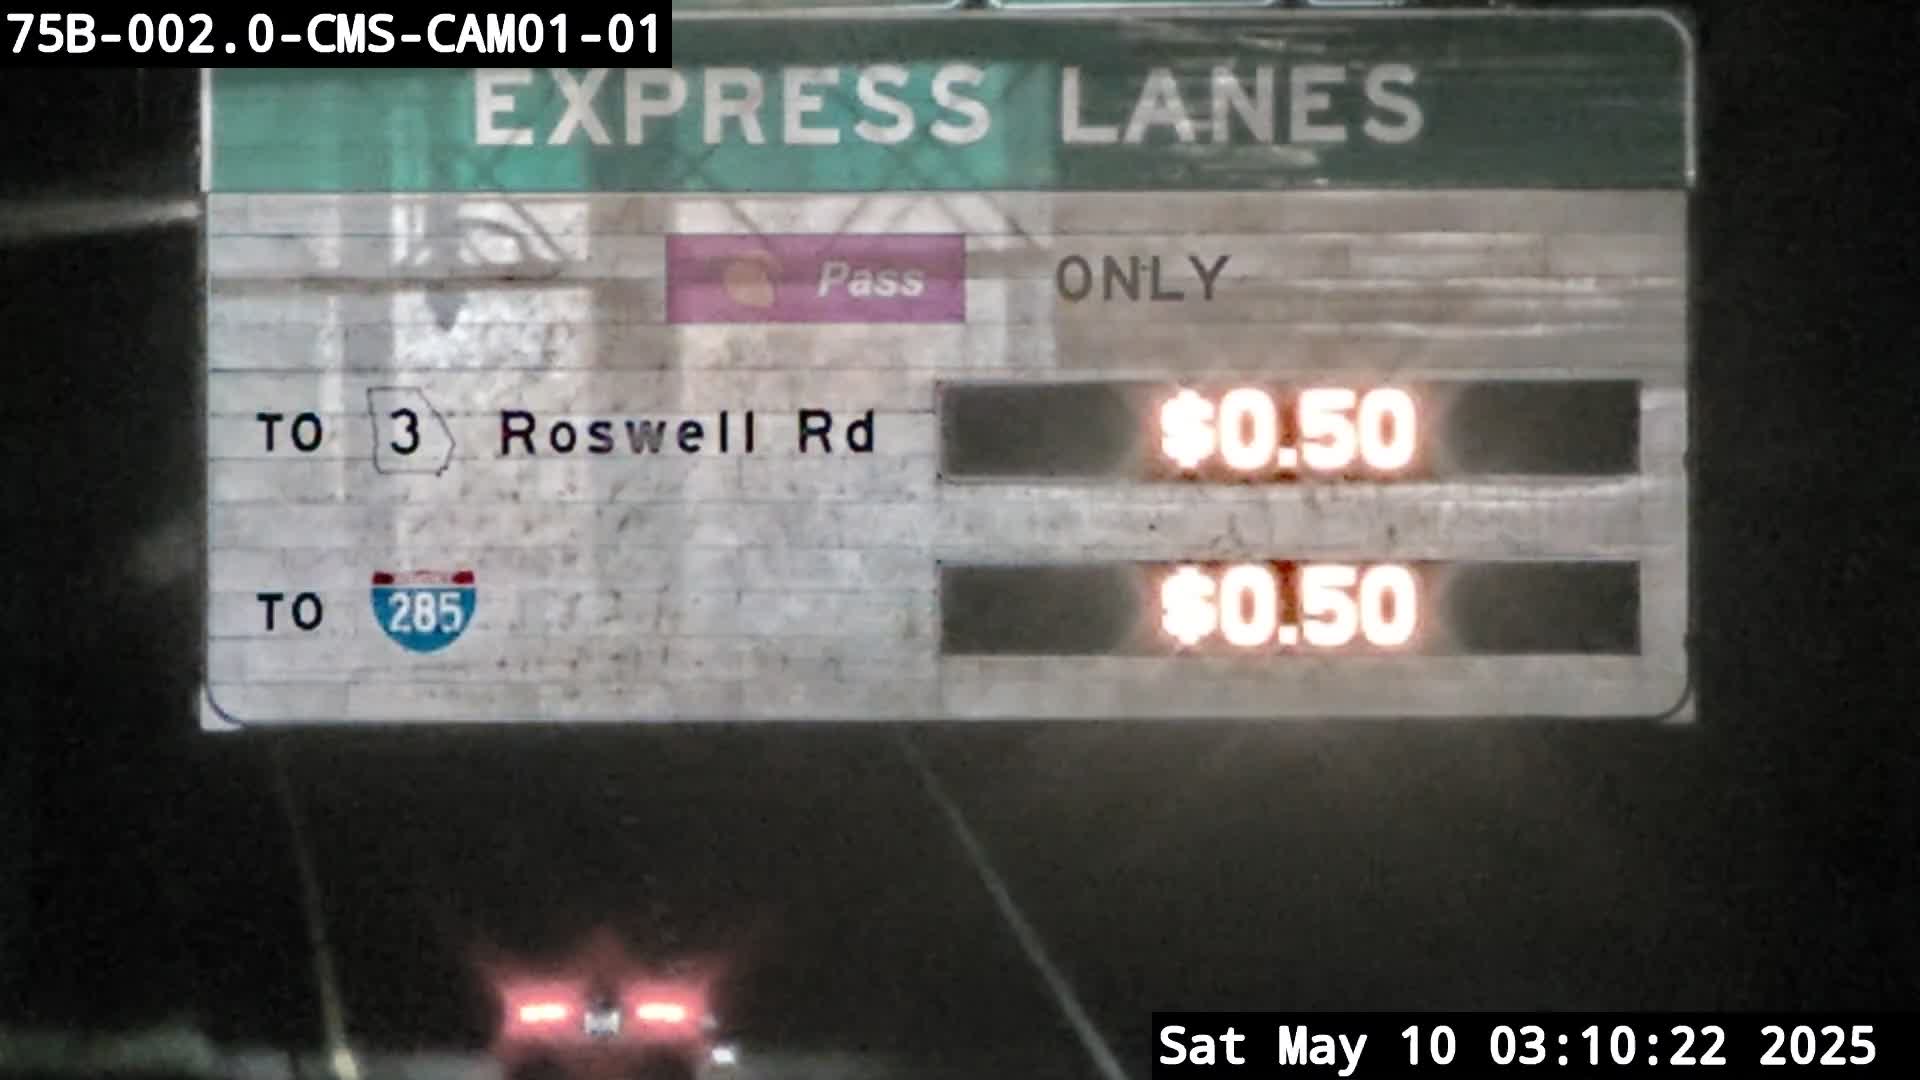 75B-002.0-CMS-CAM01-01
EXPRESS LANES
Pass ONLY
TO 3 Roswell Rd $0.50
TO 285 $0.50
Sat May 10 03:10:22 2025